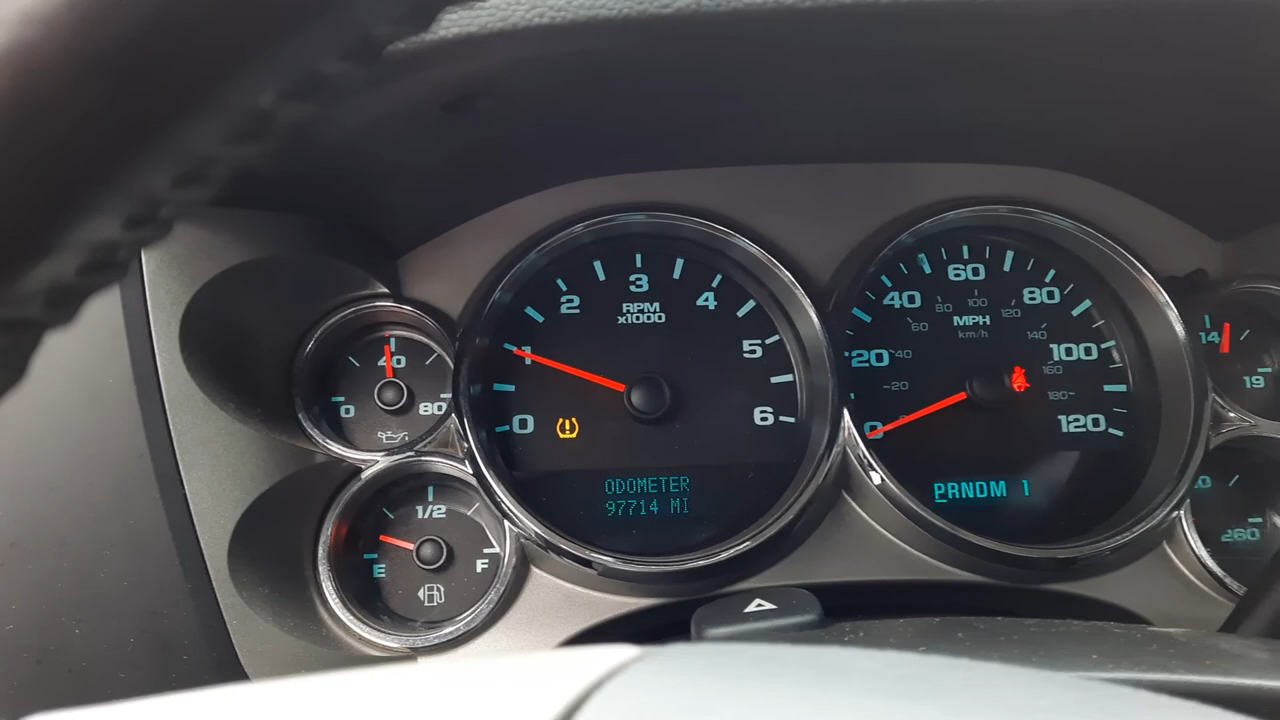 0 40 80
E 1/2 F
0 1 2 3 4 5 6
RPM
x1000
ODOMETER
97714 MI
0 20 40 60 80 100 120
20 40 60 80 100 120 140 160 180
MPH
km/h
PRNDM 1
14 19
260